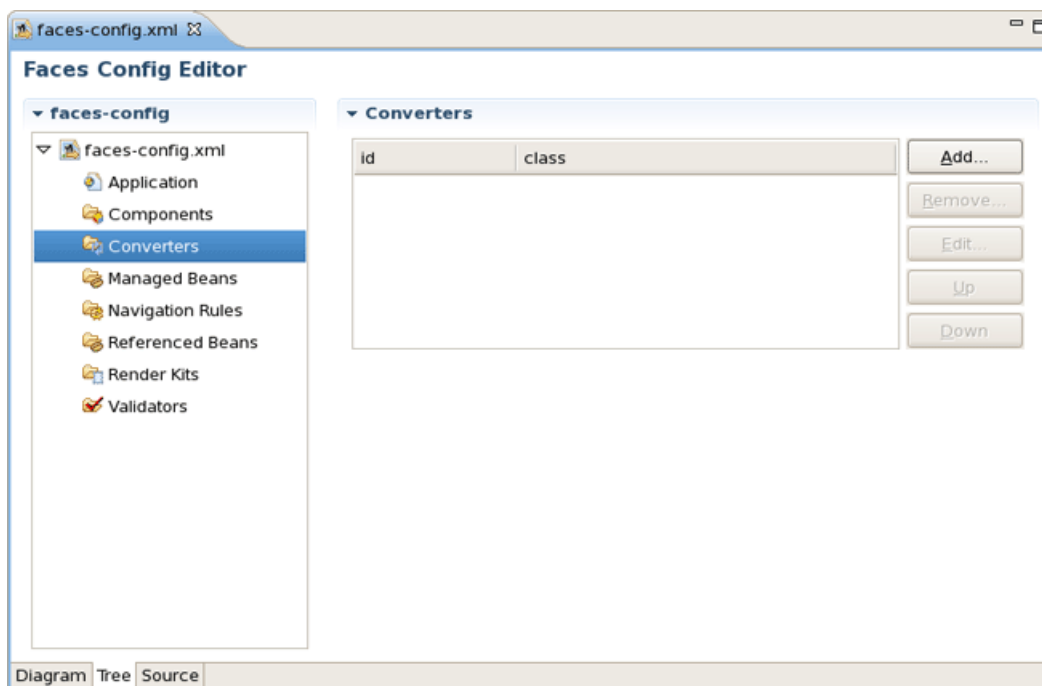 faces-config.xml
Faces Config Editor
faces-config
faces-config.xml
Application
Components
Converters
Managed Beans
Navigation Rules
Referenced Beans
Render Kits
Validators
Converters
id class
Add...
Remove...
Edit...
Up
Down
Diagram Tree Source